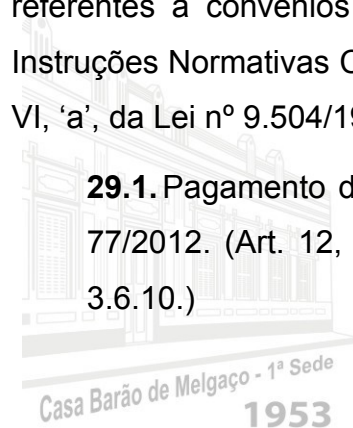 referentes a convênios
Instruções Normativas C
VI, ‘a’, da Lei nº 9.504/19
29.1. Pagamento d
77/2012. (Art. 12,
3.6.10.)
Casa Barão de Melgaço - 1ª Sede
1953